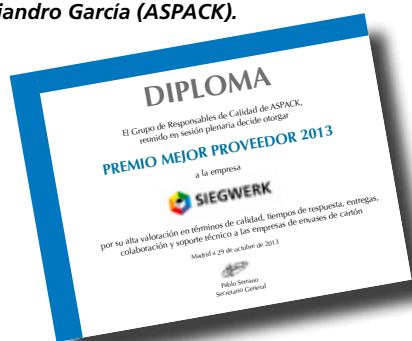 jandro García (ASPACK).
DIPLOMA
El Grupo de Responsables de Calidad de ASPACK,
reunido en sesión plenaria decide otorgar
PREMIO MEJOR PROVEEDOR 2013
a la empresa
SIEGWERK
por su alta valoración en términos de calidad, tiempos de respuesta, entregas,
colaboración y soporte técnico a las empresas de envases de cartón
Madrid a 29 de octubre de 2013
Pablo Serrano
Secretario General